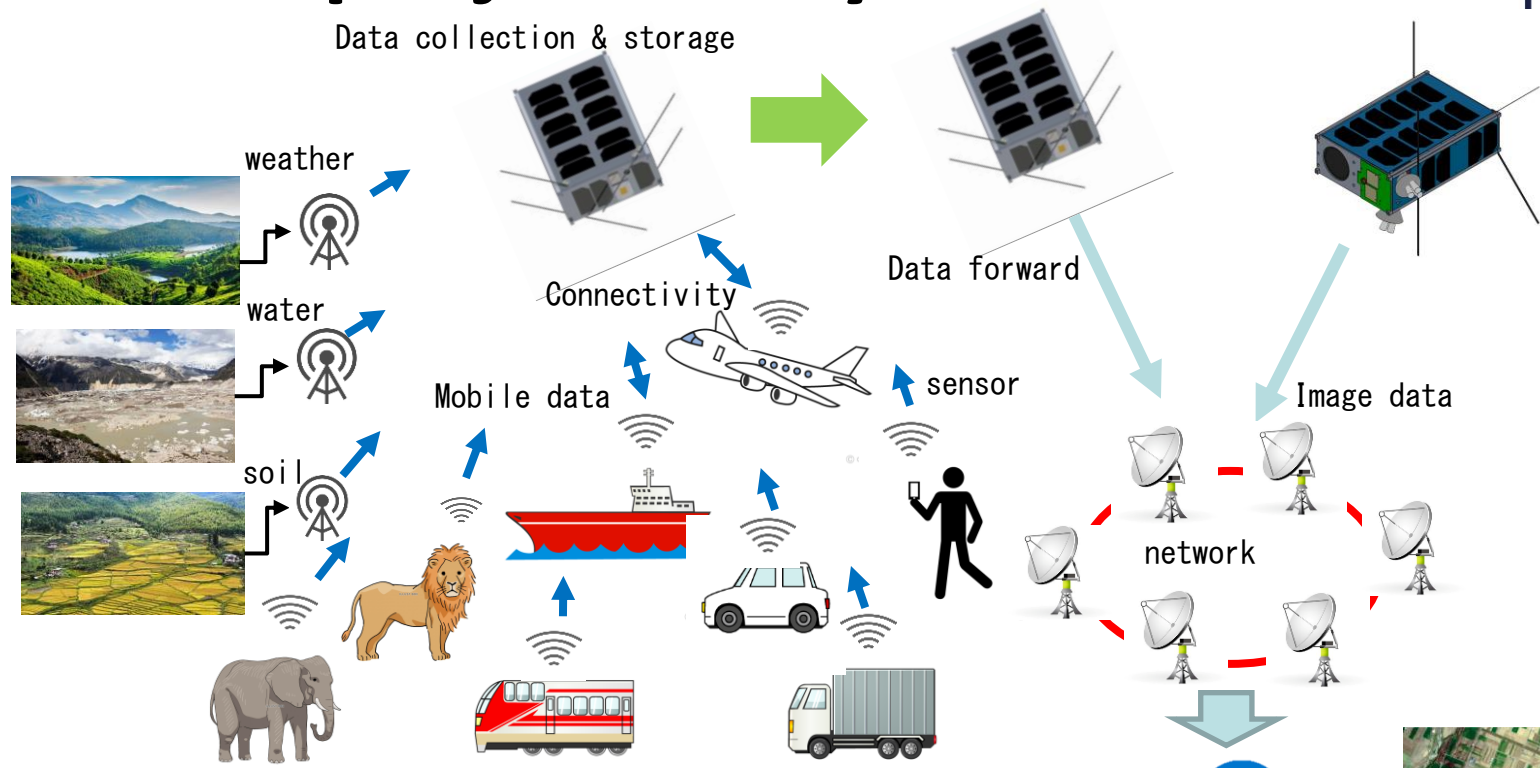 Data collection & storage
weather
Data forward
Connectivity
water
Mobile data
sensor
Image data
soil
network